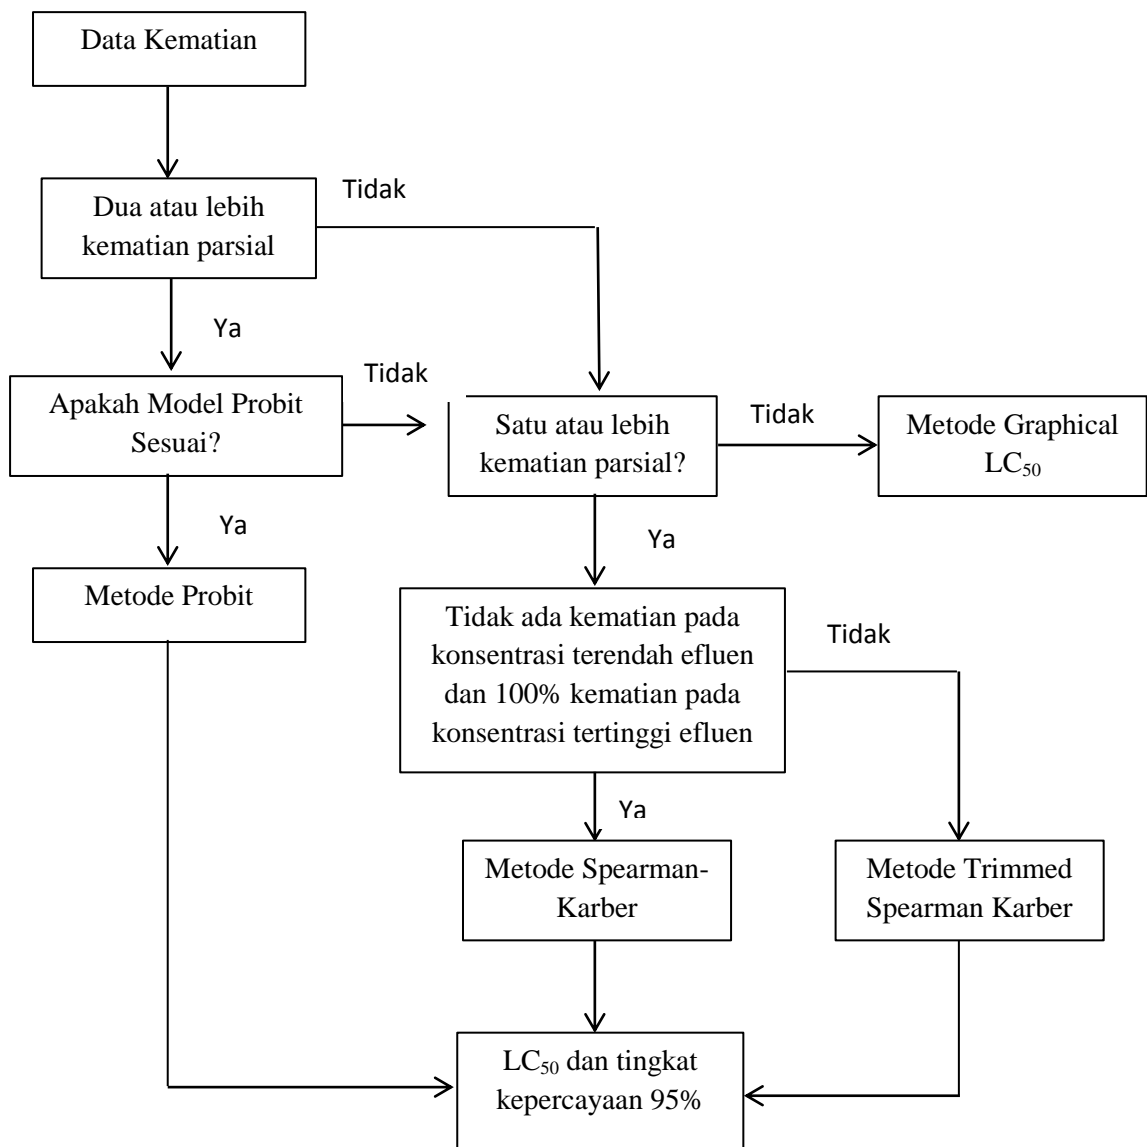 Data Kematian
Dua atau lebih
kematian parsial
Tidak
Ya
Apakah Model Probit
Sesuai?
Tidak
Satu atau lebih
kematian parsial?
Tidak
Metode Graphical
LC₅₀
Ya
Metode Probit
Ya
Tidak ada kematian pada
konsentrasi terendah efluen
dan 100% kematian pada
konsentrasi tertinggi efluen
Tidak
Ya
Metode Spearman-
Karber
Metode Trimmed
Spearman Karber
LC₅₀ dan tingkat
kepercayaan 95%